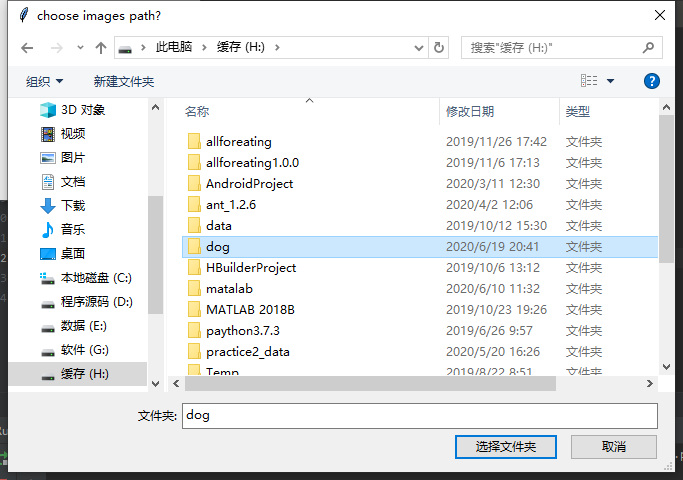 choose images path?
此电脑 缓存 (H:)
搜索"缓存 (H:)"
组织 新建文件夹
3D 对象
视频
图片
文档
下载
音乐
桌面
本地磁盘 (C:)
程序源码 (D:)
数据 (E:)
软件 (G:)
缓存 (H:)
名称 修改日期 类型
allforeating 2019/11/26 17:42 文件夹
allforeating1.0.0 2019/11/6 17:13 文件夹
AndroidProject 2020/3/11 12:30 文件夹
ant_1.2.6 2020/4/2 12:06 文件夹
data 2019/10/12 15:30 文件夹
dog 2020/6/19 20:41 文件夹
HBuilderProject 2019/10/6 13:12 文件夹
matalab 2020/6/10 11:32 文件夹
MATLAB 2018B 2019/10/23 19:26 文件夹
paython3.7.3 2019/6/26 9:57 文件夹
practice2_data 2020/5/20 16:26 文件夹
Temp 2019/8/22 8:51 文件夹
文件夹: dog
选择文件夹 取消